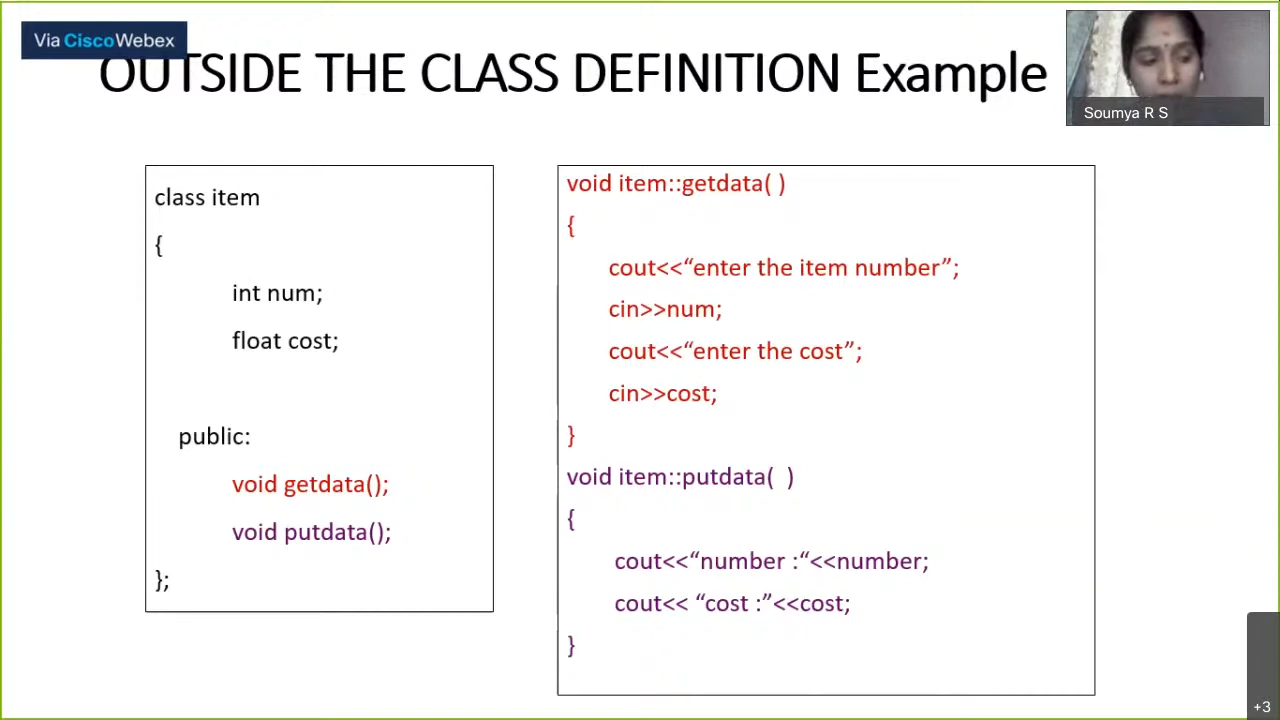 Via CiscoWebex
OUTSIDE THE CLASS DEFINITION Example
Soumya R S
class item
{
int num;
float cost;
public:
void getdata();
void putdata();
};
void item::getdata( )
{
cout<<“enter the item number”;
cin>>num;
cout<<“enter the cost”;
cin>>cost;
}
void item::putdata(  )
{
cout<<“number :“<<number;
cout<< “cost :”<<cost;
}
+3